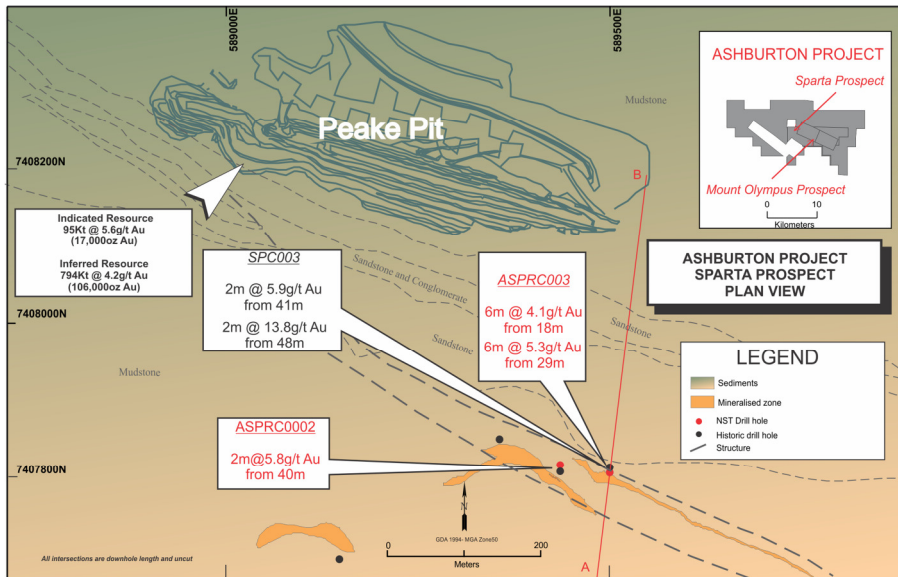 589000E
589500E
7408200N
7408000N
7407800N
Peake Pit
Mudstone
B
ASHBURTON PROJECT
Sparta Prospect
Mount Olympus Prospect
0 10
Kilometers
Indicated Resource
95Kt @ 5.6g/t Au
(17,000oz Au)
Inferred Resource
794Kt @ 4.2g/t Au
(106,000oz Au)
SPC003
2m @ 5.9g/t Au
from 41m
2m @ 13.8g/t Au
from 48m
Sandstone and Conglomerate
Sandstone
Sandstone
ASPRC003
6m @ 4.1g/t Au
from 18m
6m @ 5.3g/t Au
from 29m
ASHBURTON PROJECT
SPARTA PROSPECT
PLAN VIEW
Mudstone
LEGEND
Sediments
Mineralised zone
NST Drill hole
Historic drill hole
Structure
ASPRC0002
2m@5.8g/t Au
from 40m
N
GDA 1994- MGA Zone50
0 200
Meters
All intersections are downhole length and uncut
A